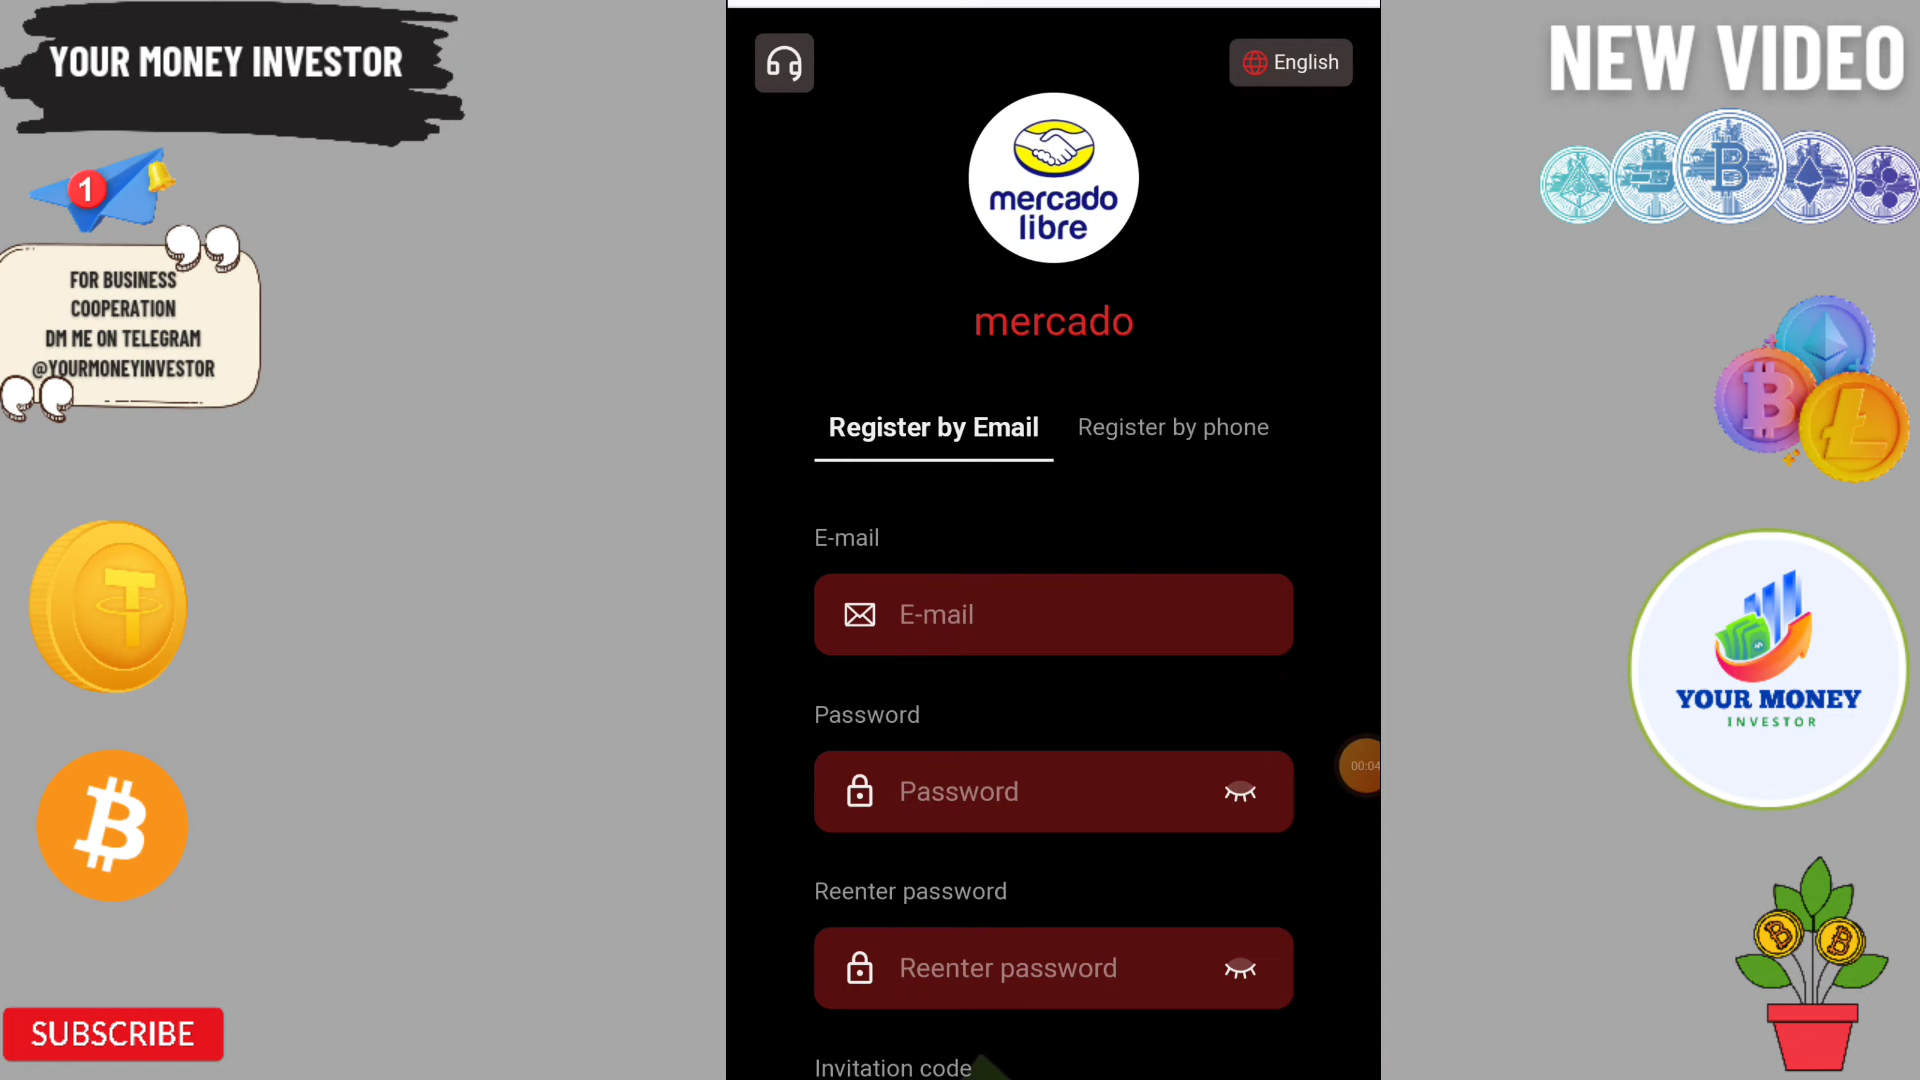 YOUR MONEY INVESTOR
1
FOR BUSINESS
COOPERATION
DM ME ON TELEGRAM
@YOURMONEYINVESTOR
SUBSCRIBE
English
mercado
libre
mercado
Register by Email
Register by phone
E-mail
E-mail
Password
Password
Reenter password
Reenter password
Invitation code
00:04
NEW VIDEO
YOUR MONEY
INVESTOR